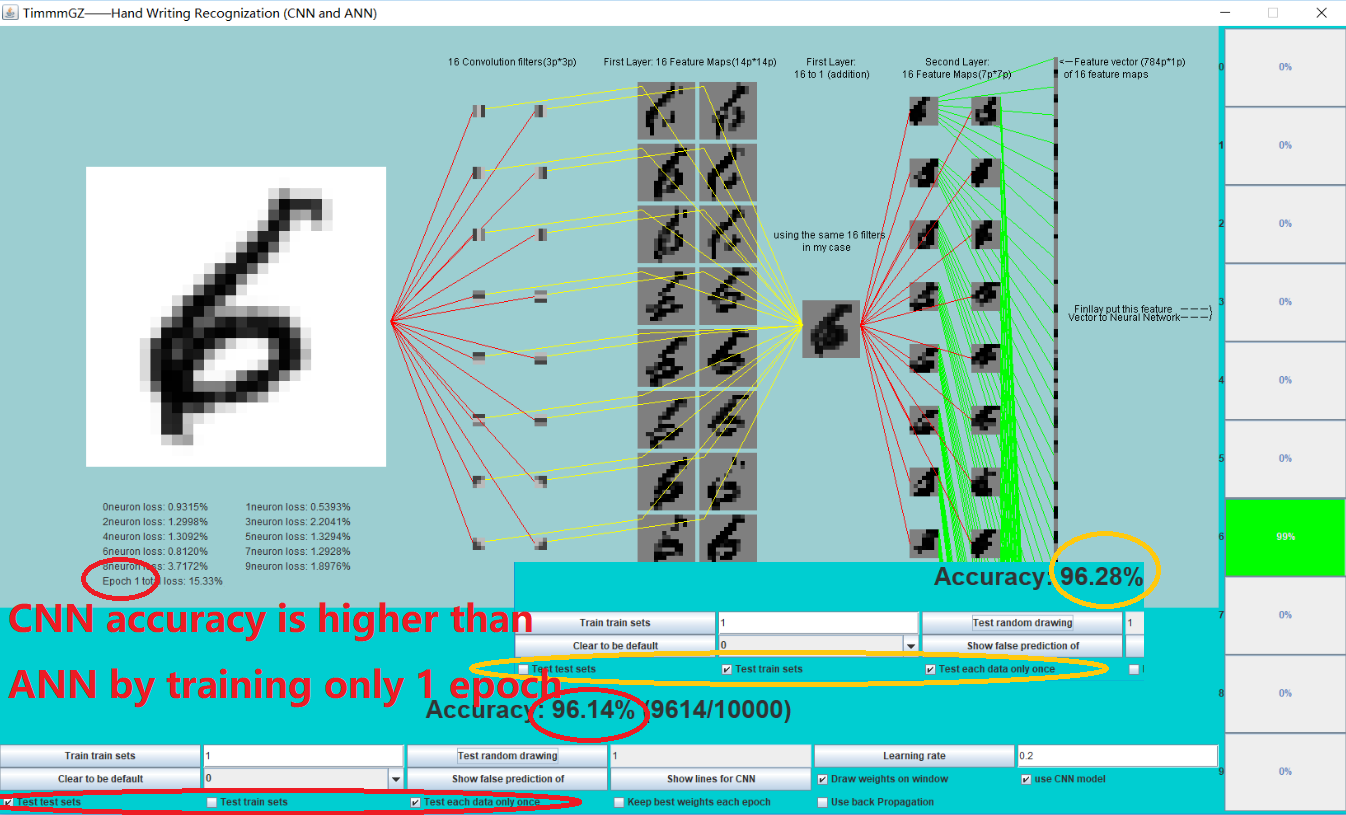 TimmmGZ——Hand Writing Recognization (CNN and ANN)
16 Convolution filters(3p*3p)
First Layer: 16 Feature Maps(14p*14p)
First Layer:
16 to 1 (addition)
Second Layer:
16 Feature Maps(7p*7p)
<—Feature vector (784p*1p)
of 16 feature maps
using the same 16 filters
in my case
Finllay put this feature ———}
Vector to Neural Network———}
0 0%
1 0%
2 0%
3 0%
4 0%
5 0%
6 99%
7 0%
8 0%
9 0%
0neuron loss: 0.9315% 1neuron loss: 0.5393%
2neuron loss: 1.2998% 3neuron loss: 2.2041%
4neuron loss: 1.3092% 5neuron loss: 1.3294%
6neuron loss: 0.8120% 7neuron loss: 1.2928%
8neuron loss: 3.7172% 9neuron loss: 1.8976%
Epoch 1 total loss: 15.33%
CNN accuracy is higher than
ANN by training only 1 epoch
Accuracy: 96.28%
Train train sets 1 Test random drawing 1
Clear to be default 0 Show false prediction of
Test test sets Test train sets Test each data only once
Accuracy: 96.14% (9614/10000)
Train train sets 1 Test random drawing 1 Learning rate 0.2
Clear to be default 0 Show false prediction of Show lines for CNN Draw weights on window use CNN model
Test test sets Test train sets Test each data only once Keep best weights each epoch Use back Propagation